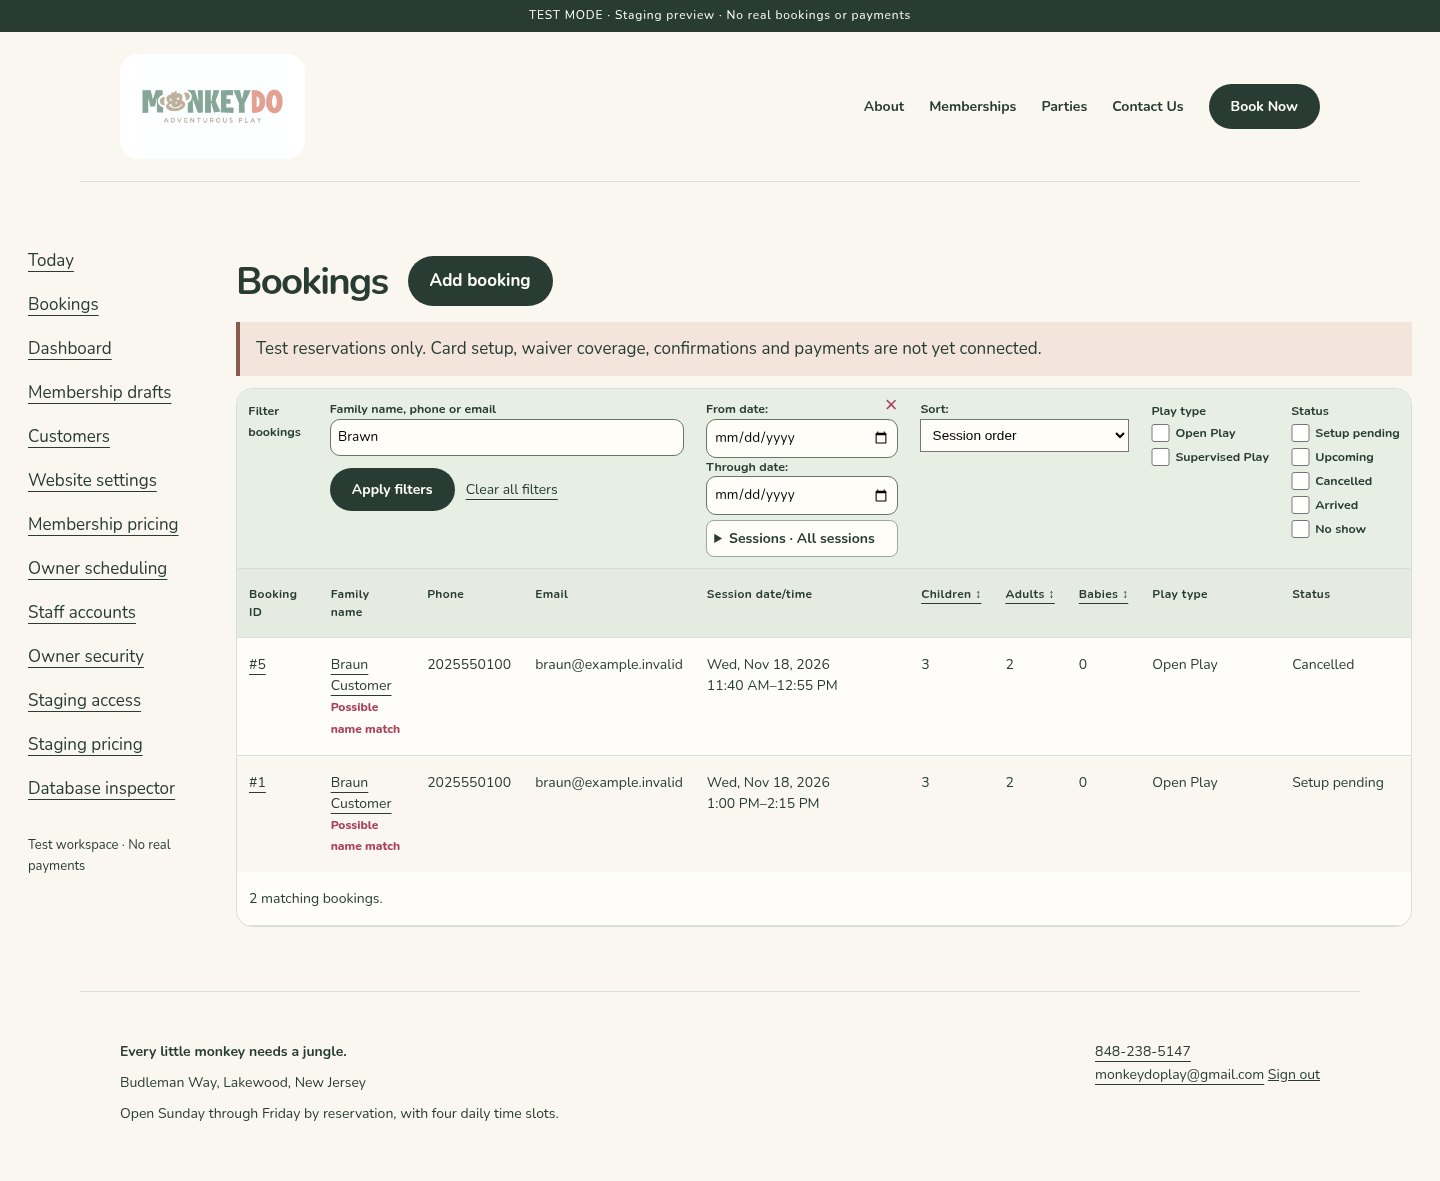 TEST MODE · Staging preview · No real bookings or payments
MONKEYDO
ADVENTUROUS PLAY
About Memberships Parties Contact Us Book Now
Today
Bookings
Dashboard
Membership drafts
Customers
Website settings
Membership pricing
Owner scheduling
Staff accounts
Owner security
Staging access
Staging pricing
Database inspector
Test workspace · No real
payments
Bookings Add booking
Test reservations only. Card setup, waiver coverage, confirmations and payments are not yet connected.
Filter
bookings
Family name, phone or email
Brawn
Apply filters Clear all filters
From date: ×
mm/dd/yyyy
Through date:
mm/dd/yyyy
▶ Sessions · All sessions
Sort:
Session order
Play type
Open Play
Supervised Play
Status
Setup pending
Upcoming
Cancelled
Arrived
No show
Booking ID Family name Phone Email Session date/time Children ↕ Adults ↕ Babies ↕ Play type Status
#5 Braun 2025550100 braun@example.invalid Wed, Nov 18, 2026 3 2 0 Open Play Cancelled
Customer 11:40 AM–12:55 PM
Possible
name match
#1 Braun 2025550100 braun@example.invalid Wed, Nov 18, 2026 3 2 0 Open Play Setup pending
Customer 1:00 PM–2:15 PM
Possible
name match
2 matching bookings.
Every little monkey needs a jungle.
Budleman Way, Lakewood, New Jersey
Open Sunday through Friday by reservation, with four daily time slots.
848-238-5147
monkeydoplay@gmail.com Sign out